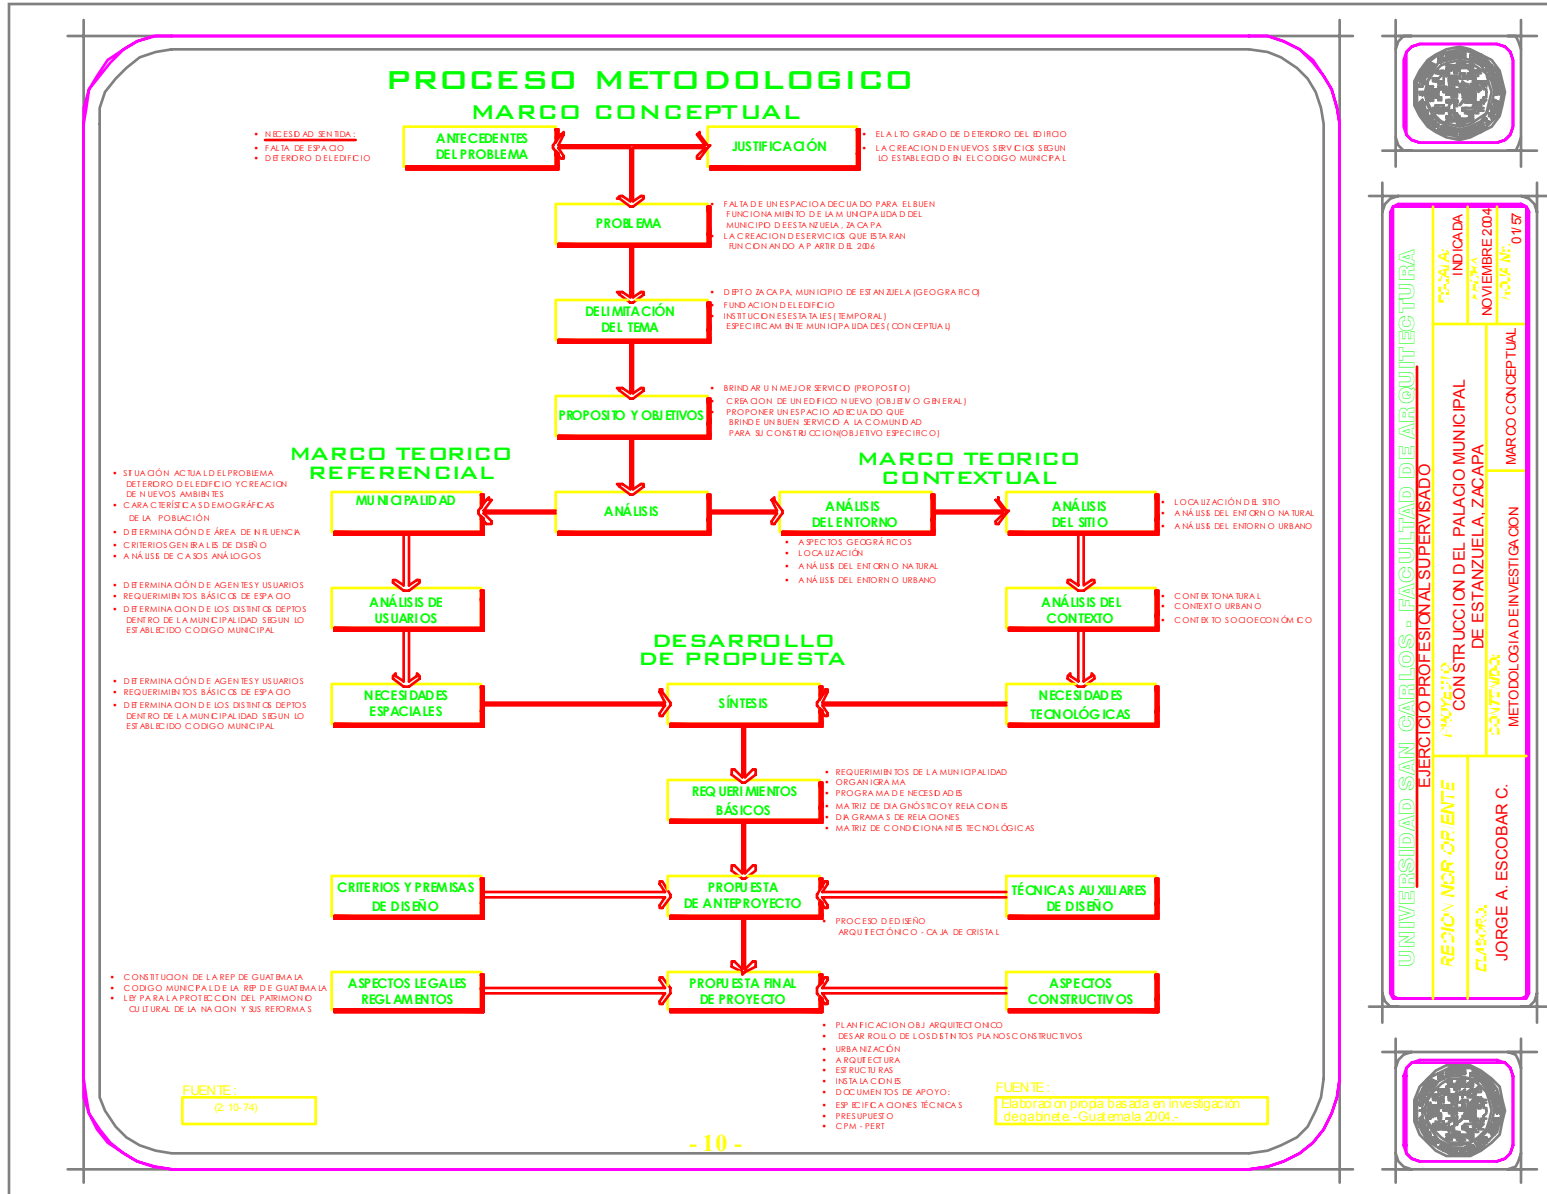 PROCESO METODOLOGICO
MARCO CONCEPTUAL
• NECESIDAD SENTIDA:
• FALTA DE ESPACIO
• DETERIORO DEL EDIFICIO
ANTECEDENTES
DEL PROBLEMA
JUSTIFICACIÓN
• EL ALTO GRADO DE DETERIORO DEL EDIFICIO
• LA CREACION DE NUEVOS SERVICIOS SEGUN
LO ESTABLECIDO EN EL CODIGO MUNICIPAL
PROBLEMA
• FALTA DE UN ESPACIO ADECUADO PARA EL BUEN
FUNCIONAMIENTO DE LA MUNICIPALIDAD DEL
MUNICIPIO DE ESTANZUELA, ZACAPA
• LA CREACION DE SERVICIOS QUE ESTARAN
FUNCIONANDO A PARTIR DEL 2006
DELIMITACIÓN
DEL TEMA
• DEPTO ZACAPA, MUNICIPIO DE ESTANZUELA (GEOGRAFICO)
• FUNDACION DEL EDIFICIO
• INSTITUCIONES ESTATALES (TEMPORAL)
ESPECIFICAMENTE MUNICIPALIDADES (CONCEPTUAL)
PROPOSITO Y OBJETIVOS
• BRINDAR UN MEJOR SERVICIO (PROPOSITO)
• CREACION DE UN EDIFICO NUEVO (OBJETIVO GENERAL)
• PROPONER UN ESPACIO ADECUADO QUE
BRINDE UN BUEN SERVICIO A LA COMUNIDAD
PARA SU CONSTRUCCION(OBJETIVO ESPECIFICO)
MARCO TEORICO
REFERENCIAL
MARCO TEORICO
CONTEXTUAL
• SITUACIÓN ACTUAL DEL PROBLEMA
DETERIORO DEL EDIFICIO Y CREACION
DE NUEVOS AMBIENTES
• CARACTERÍSTICAS DEMOGRÁFICAS
DE LA POBLACIÓN
• DETERMINACIÓN DE ÁREA DE INFLUENCIA
• CRITERIOS GENERALES DE DISEÑO
• ANÁLISIS DE CASOS ANÁLOGOS
MUNICIPALIDAD
ANÁLISIS
ANÁLISIS
DEL ENTORNO
ANÁLISIS
DEL SITIO
• LOCALIZACIÓN DEL SITIO
• ANÁLISIS DEL ENTORNO NATURAL
• ANÁLISIS DEL ENTORNO URBANO
• ASPECTOS GEOGRÁFICOS
• LOCALIZACIÓN
• ANÁLISIS DEL ENTORNO NATURAL
• ANÁLISIS DEL ENTORNO URBANO
• DETERMINACIÓN DE AGENTES Y USUARIOS
• REQUERIMIENTOS BÁSICOS DE ESPACIO
• DETERMINACION DE LOS DISTINTOS DEPTOS
DENTRO DE LA MUNICIPALIDAD SEGUN LO
ESTABLECIDO CODIGO MUNICIPAL
ANÁLISIS DE
USUARIOS
ANÁLISIS DEL
CONTEXTO
• CONTEXTO NATURAL
• CONTEXTO URBANO
• CONTEXTO SOCIOECONÓMICO
DESARROLLO
DE PROPUESTA
• DETERMINACIÓN DE AGENTES Y USUARIOS
• REQUERIMIENTOS BÁSICOS DE ESPACIO
• DETERMINACION DE LOS DISTINTOS DEPTOS
DENTRO DE LA MUNICIPALIDAD SEGUN LO
ESTABLECIDO CODIGO MUNICIPAL
NECESIDADES
ESPACIALES
SÍNTESIS
NECESIDADES
TECNOLÓGICAS
REQUERIMIENTOS
BÁSICOS
• REQUERIMIENTOS DE LA MUNICIPALIDAD
• ORGANIGRAMA
• PROGRAMA DE NECESIDADES
• MATRIZ DE DIAGNÓSTICO Y RELACIONES
• DIAGRAMAS DE RELACIONES
• MATRIZ DE CONDICIONANTES TECNOLÓGICAS
CRITERIOS Y PREMISAS
DE DISEÑO
PROPUESTA
DE ANTEPROYECTO
TÉCNICAS AUXILIARES
DE DISEÑO
• PROCESO DE DISEÑO
ARQUITECTÓNICO - CAJA DE CRISTAL
• CONSTITUCION DE LA REP DE GUATEMALA
• CODIGO MUNICIPAL DE LA REP DE GUATEMALA
• LEY PARA LA PROTECCION DEL PATRIMONIO
CULTURAL DE LA NACION Y SUS REFORMAS
ASPECTOS LEGALES
REGLAMENTOS
PROPUESTA FINAL
DE PROYECTO
ASPECTOS
CONSTRUCTIVOS
• PLANIFICACION OBJ ARQUITECTONICO
• DESARROLLO DE LOS DISTINTOS PLANOS CONSTRUCTIVOS
• URBANIZACIÓN
• ARQUITECTURA
• ESTRUCTURAS
• INSTALACIONES
• DOCUMENTOS DE APOYO:
• ESPECIFICACIONES TÉCNICAS
• PRESUPUESTO
• CPM - PERT
FUENTE:
(2: 10-74)
FUENTE:
Elaboracion propia basada en investigación
de gabinete - Guatemala 2004.-
- 10 -
UNIVERSIDAD SAN CARLOS - FACULTAD DE ARQUITECTURA
EJERCICIO PROFESIONAL SUPERVISADO
REGION NOR ORIENTE
ELABORA:
JORGE A. ESCOBAR C.
PROYECTO:
CONSTRUCCION DEL PALACIO MUNICIPAL
DE ESTANZUELA, ZACAPA
CONTENIDO:
METODOLOGIA DE INVESTIGACION
MARCO CONCEPTUAL
ESCALA:
INDICADA
NOVIEMBRE 2004
01/57